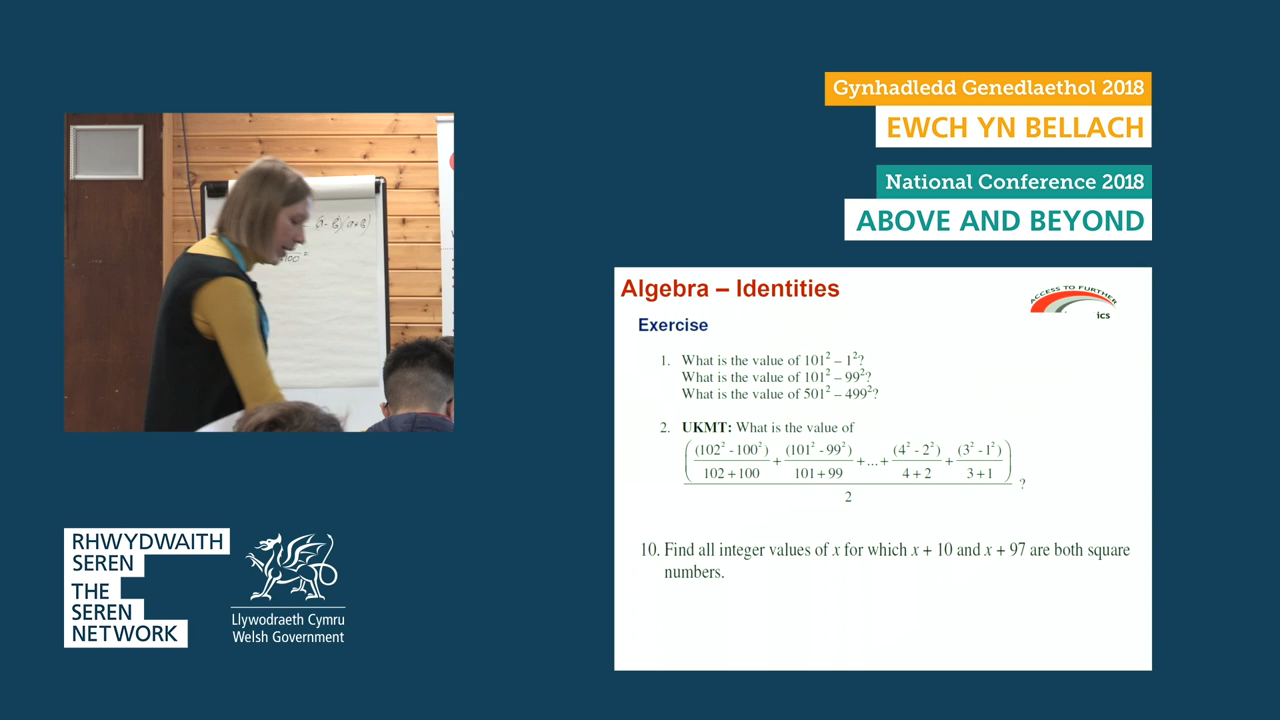 Gynhadledd Genedlaethol 2018
EWCH YN BELLACH
National Conference 2018
ABOVE AND BEYOND
Algebra – Identities
ACCESS TO FURTHER
ics
Exercise
1. What is the value of 101² – 1²?
What is the value of 101² – 99²?
What is the value of 501² – 499²?
2. UKMT: What is the value of
(102² - 100²) (101² - 99²) (4² - 2²) (3² - 1²)
( + + ... + + )
102 + 100 101 + 99 4 + 2 3 + 1
?
2
10. Find all integer values of x for which x + 10 and x + 97 are both square
numbers.
RHWYDWAITH
SEREN
THE
SEREN
NETWORK
Llywodraeth Cymru
Welsh Government